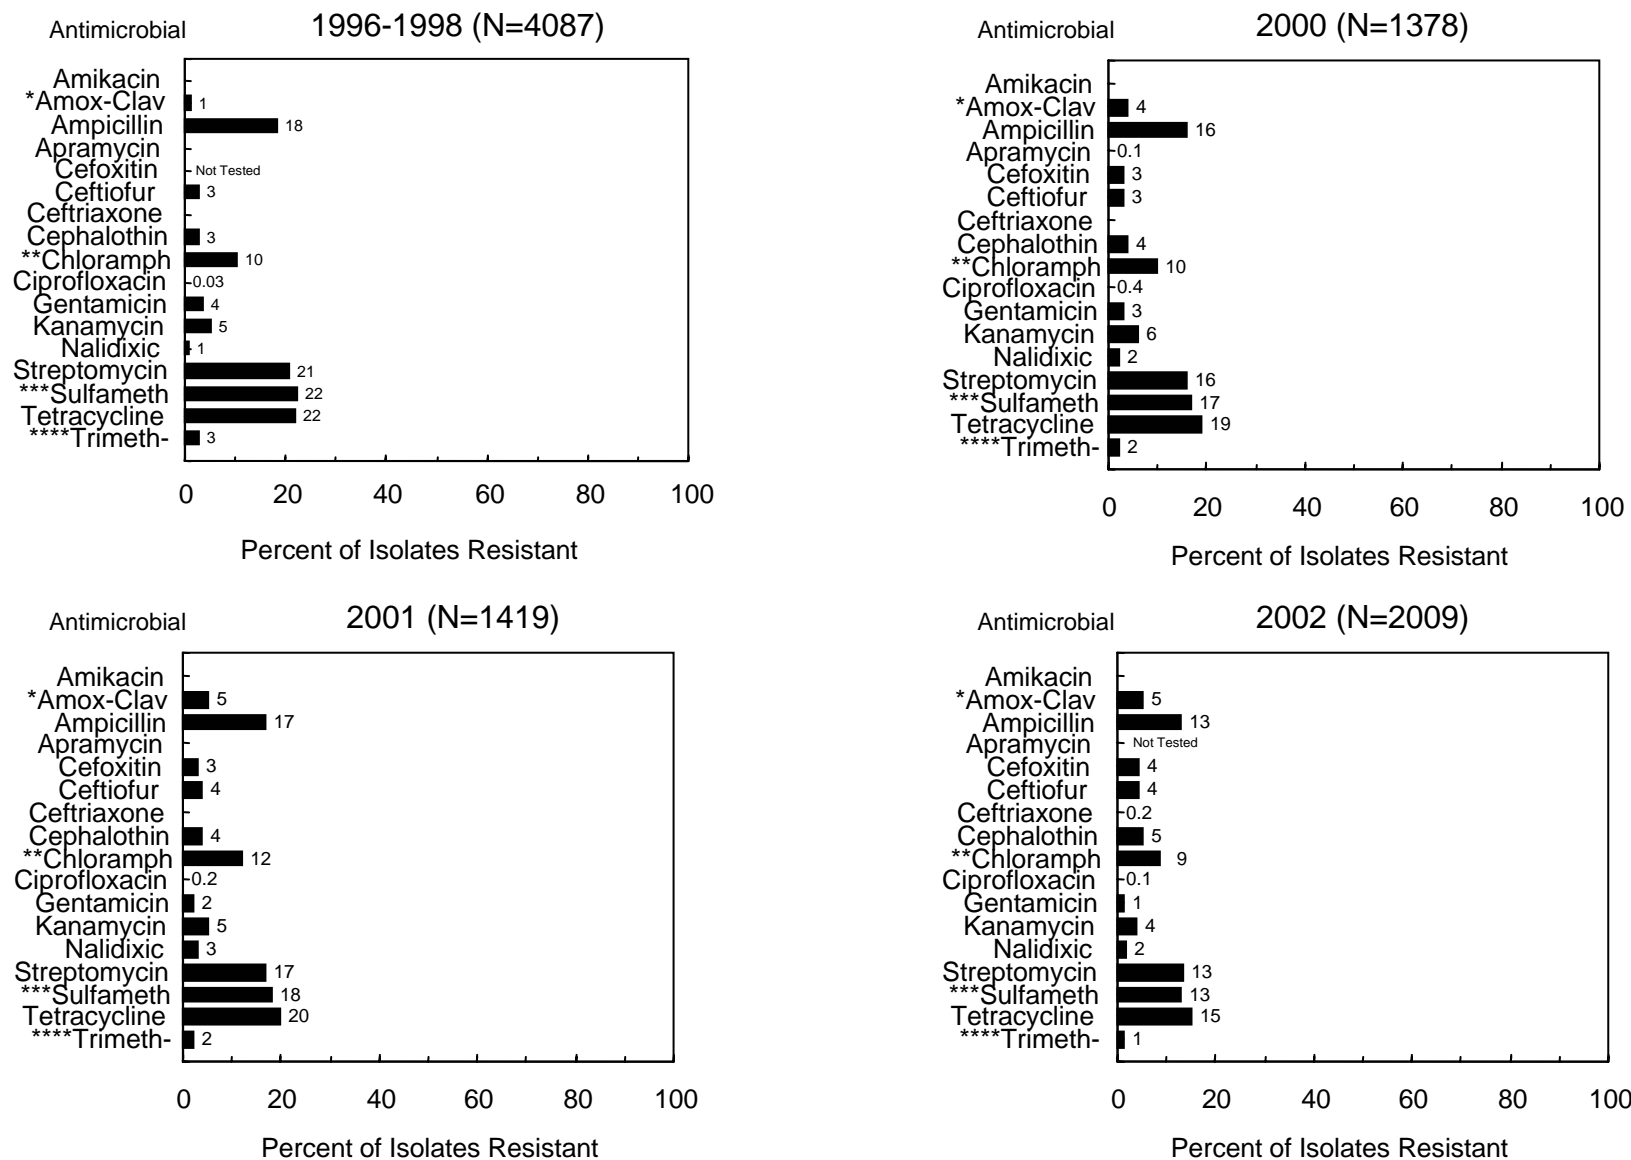 Antimicrobial 1996-1998 (N=4087)
Amikacin
*Amox-Clav 1
Ampicillin 18
Apramycin
Cefoxitin Not Tested
Ceftiofur 3
Ceftriaxone
Cephalothin 3
**Chloramph 10
Ciprofloxacin 0.03
Gentamicin 4
Kanamycin 5
Nalidixic 1
Streptomycin 21
***Sulfameth 22
Tetracycline 22
****Trimeth- 3
0 20 40 60 80 100
Percent of Isolates Resistant
Antimicrobial 2000 (N=1378)
Amikacin
*Amox-Clav 4
Ampicillin 16
Apramycin 0.1
Cefoxitin 3
Ceftiofur 3
Ceftriaxone
Cephalothin 4
**Chloramph 10
Ciprofloxacin 0.4
Gentamicin 3
Kanamycin 6
Nalidixic 2
Streptomycin 16
***Sulfameth 17
Tetracycline 19
****Trimeth- 2
0 20 40 60 80 100
Percent of Isolates Resistant
Antimicrobial 2001 (N=1419)
Amikacin
*Amox-Clav 5
Ampicillin 17
Apramycin
Cefoxitin 3
Ceftiofur 4
Ceftriaxone
Cephalothin 4
**Chloramph 12
Ciprofloxacin 0.2
Gentamicin 2
Kanamycin 5
Nalidixic 3
Streptomycin 17
***Sulfameth 18
Tetracycline 20
****Trimeth- 2
0 20 40 60 80 100
Percent of Isolates Resistant
Antimicrobial 2002 (N=2009)
Amikacin
*Amox-Clav 5
Ampicillin 13
Apramycin Not Tested
Cefoxitin 4
Ceftiofur 4
Ceftriaxone 0.2
Cephalothin 5
**Chloramph 9
Ciprofloxacin 0.1
Gentamicin 1
Kanamycin 4
Nalidixic 2
Streptomycin 13
***Sulfameth 13
Tetracycline 15
****Trimeth- 1
0 20 40 60 80 100
Percent of Isolates Resistant